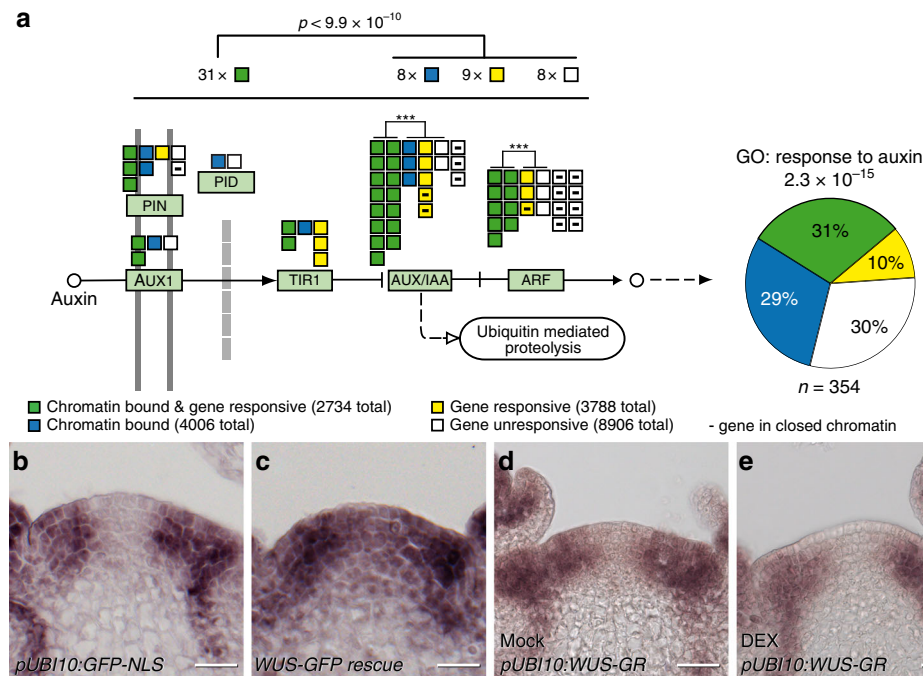 a
p < 9.9 × 10⁻¹⁰
31× 8× 9× 8×
*** ***
PIN PID
GO: response to auxin
2.3 × 10⁻¹⁵
31%
10%
29%
30%
n = 354
Auxin AUX1 TIR1 AUX/IAA ARF
Ubiquitin mediated
proteolysis
Chromatin bound & gene responsive (2734 total) Gene responsive (3788 total)
Chromatin bound (4006 total) Gene unresponsive (8906 total) - gene in closed chromatin
b c d e
Mock DEX
pUBI10:GFP-NLS WUS-GFP rescue pUBI10:WUS-GR pUBI10:WUS-GR